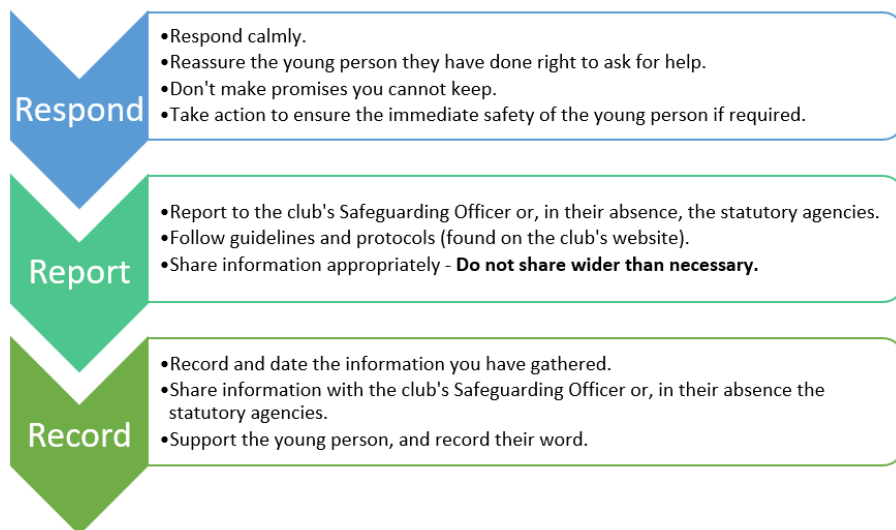 Respond
•Respond calmly.
•Reassure the young person they have done right to ask for help.
•Don't make promises you cannot keep.
•Take action to ensure the immediate safety of the young person if required.
Report
•Report to the club's Safeguarding Officer or, in their absence, the statutory agencies.
•Follow guidelines and protocols (found on the club's website).
•Share information appropriately - Do not share wider than necessary.
Record
•Record and date the information you have gathered.
•Share information with the club's Safeguarding Officer or, in their absence the
statutory agencies.
•Support the young person, and record their word.